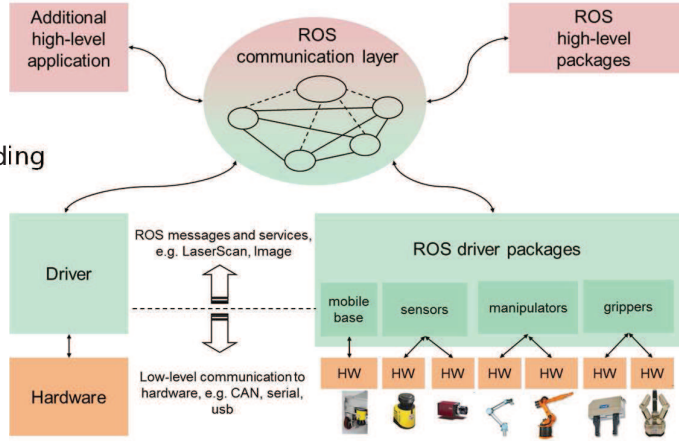 Additional
high-level
application
ROS
communication layer
ROS
high-level
packages
ding
Driver
ROS messages and services,
e.g. LaserScan, Image
ROS driver packages
mobile
base
sensors
manipulators
grippers
Hardware
Low-level communication to
hardware, e.g. CAN, serial,
usb
HW
HW
HW
HW
HW
HW
HW